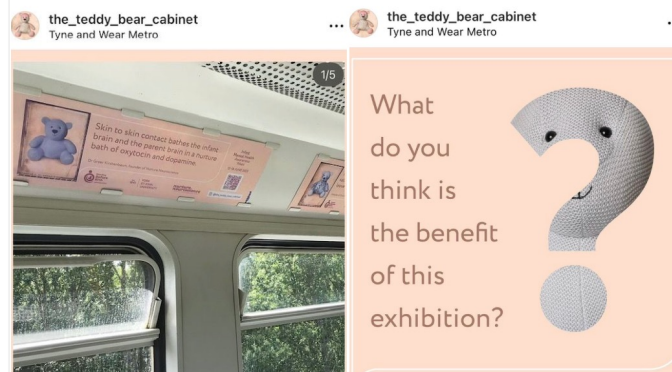 the_teddy_bear_cabinet
Tyne and Wear Metro
1/5
Skin to skin contact bathes the infant
brain and the parent brain in a nurture
bath of oxytocin and dopamine.
the_teddy_bear_cabinet
Tyne and Wear Metro
What
do you
think is
the benefit
of this
exhibition?